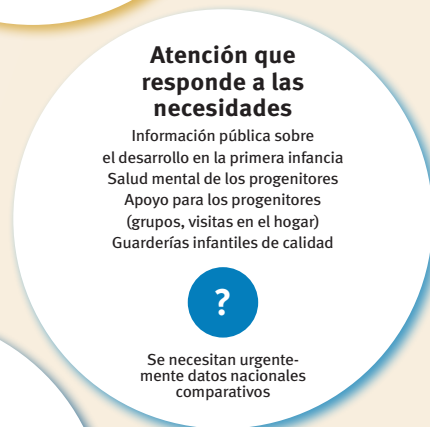 Atención que
responde a las
necesidades
Información pública sobre
el desarrollo en la primera infancia
Salud mental de los progenitores
Apoyo para los progenitores
(grupos, visitas en el hogar)
Guarderías infantiles de calidad
?
Se necesitan urgente-
mente datos nacionales
comparativos